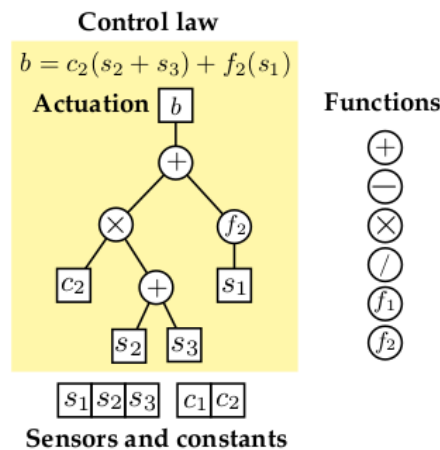 Control law
b = c₂(s₂ + s₃) + f₂(s₁)
Actuation b
Functions
+
+
−
×
f₂
×
/
c₂
+
s₁
f₁
s₂ s₃
f₂
s₁ s₂ s₃ c₁ c₂
Sensors and constants